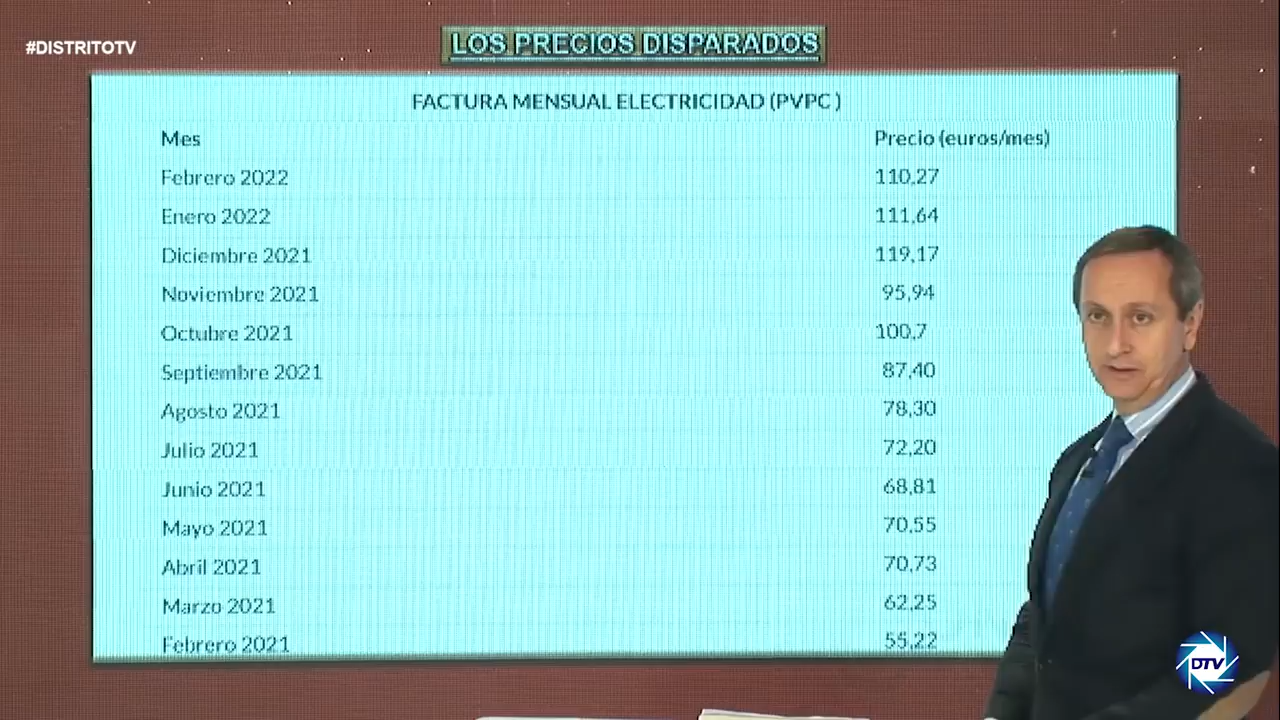 #DISTRITOTV
LOS PRECIOS DISPARADOS
FACTURA MENSUAL ELECTRICIDAD (PVPC )
Mes Precio (euros/mes)
Febrero 2022 110,27
Enero 2022 111,64
Diciembre 2021 119,17
Noviembre 2021 95,94
Octubre 2021 100,7
Septiembre 2021 87,40
Agosto 2021 78,30
Julio 2021 72,20
Junio 2021 68,81
Mayo 2021 70,55
Abril 2021 70,73
Marzo 2021 62,25
Febrero 2021 55,22
DTV